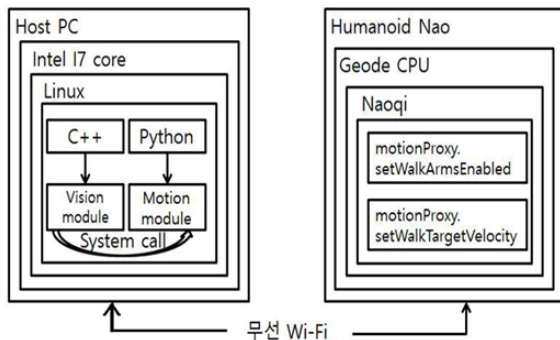 Host PC
Intel I7 core
Linux
C++
Python
Vision
module
Motion
module
System call
Humanoid Nao
Geode CPU
Naoqi
motionProxy.
setWalkArmsEnabled
motionProxy.
setWalkTargetVelocity
무선 Wi-Fi